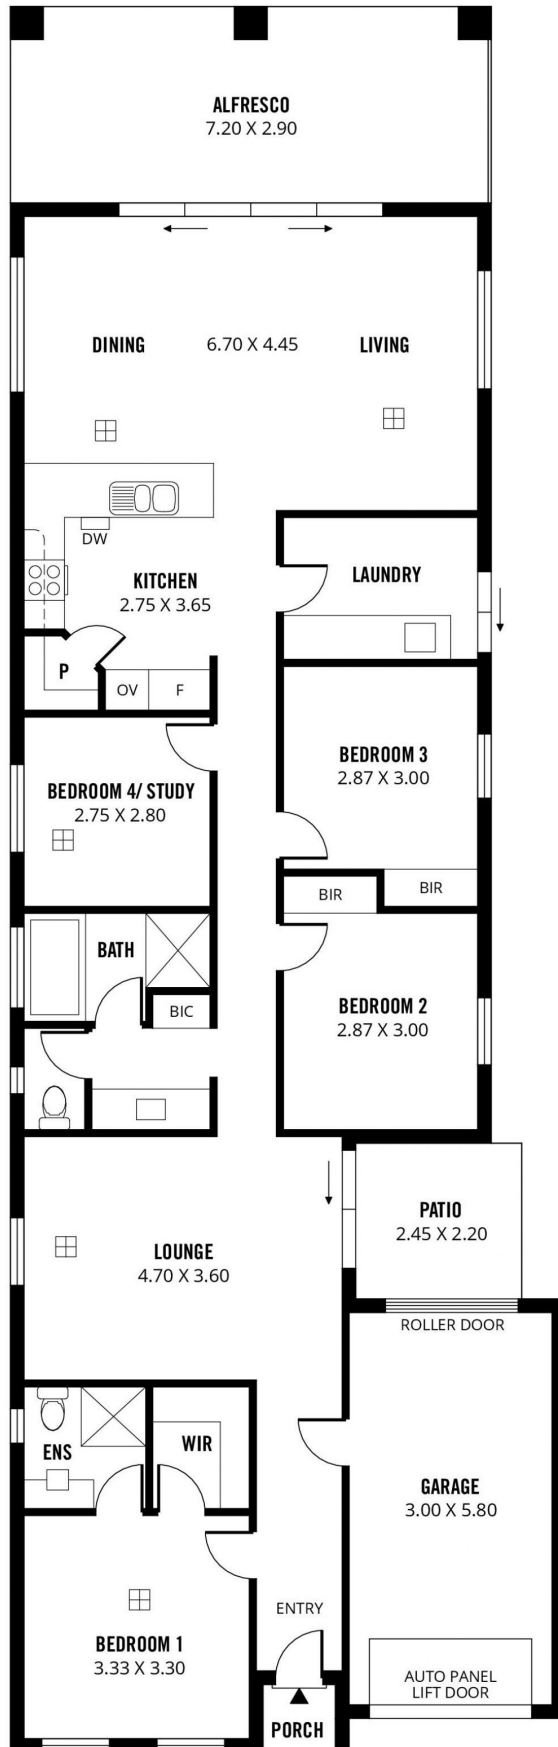 ALFRESCO
7.20 X 2.90
DINING
6.70 X 4.45
LIVING
DW
KITCHEN
2.75 X 3.65
LAUNDRY
P
OV
F
BEDROOM 3
2.87 X 3.00
BEDROOM 4/ STUDY
2.75 X 2.80
BIR
BIR
BATH
BIC
BEDROOM 2
2.87 X 3.00
PATIO
2.45 X 2.20
LOUNGE
4.70 X 3.60
ROLLER DOOR
ENS
WIR
GARAGE
3.00 X 5.80
ENTRY
BEDROOM 1
3.33 X 3.30
AUTO PANEL
LIFT DOOR
PORCH